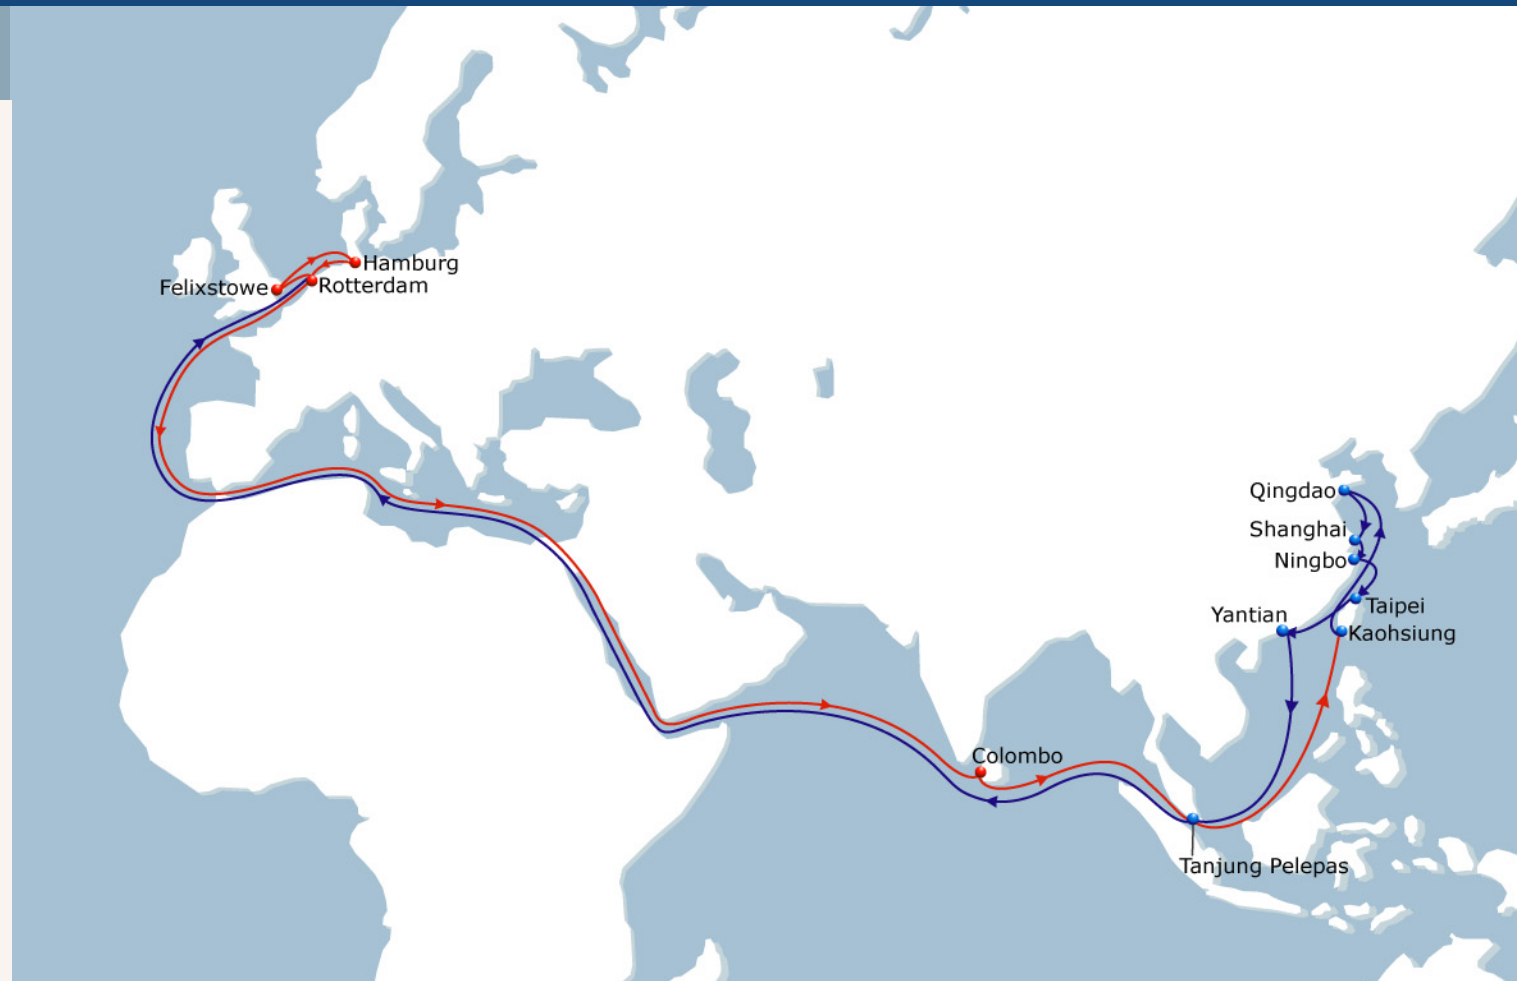 Hamburg
Felixstowe
Rotterdam
Qingdao
Shanghai
Ningbo
Taipei
Yantian
Kaohsiung
Colombo
Tanjung Pelepas